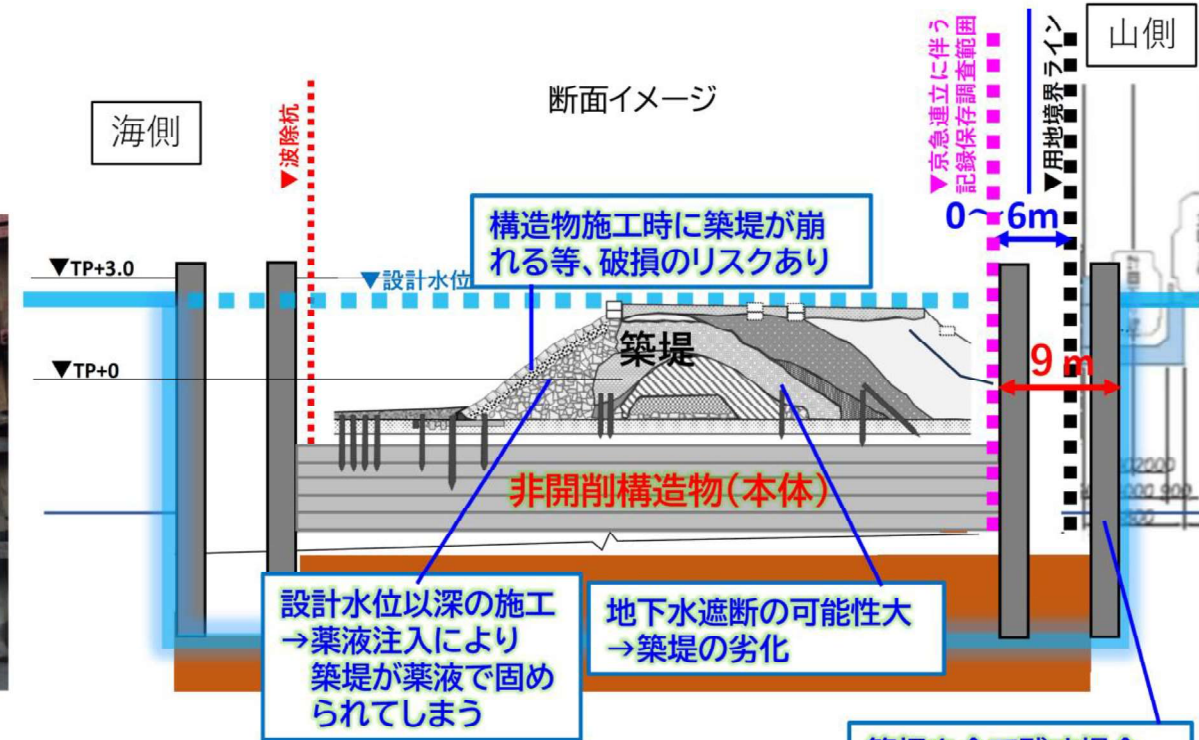 断面イメージ
海側
山側
▼波除杭
▼京急連立に伴う
記録保存調査範囲
▼用地境界ライン
0~6m
構造物施工時に築堤が崩
れる等、破損のリスクあり
▼TP+3.0
▼設計水位
築堤
▼TP+0
9m
非開削構造物(本体)
設計水位以深の施工
→薬液注入により
築堤が薬液で固め
られてしまう
地下水遮断の可能性大
→築堤の劣化